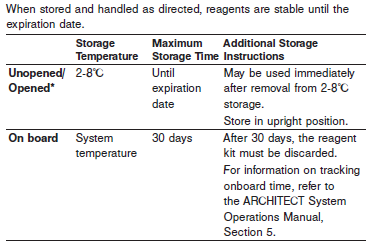 When stored and handled as directed, reagents are stable until the
expiration date.
Storage Maximum Additional Storage
Temperature Storage Time Instructions
Unopened/ 2-8°C Until May be used immediately
Opened* expiration after removal from 2-8°C
date storage.
Store in upright position.
On board System 30 days After 30 days, the reagent
temperature kit must be discarded.
For information on tracking
onboard time, refer to
the ARCHITECT System
Operations Manual,
Section 5.